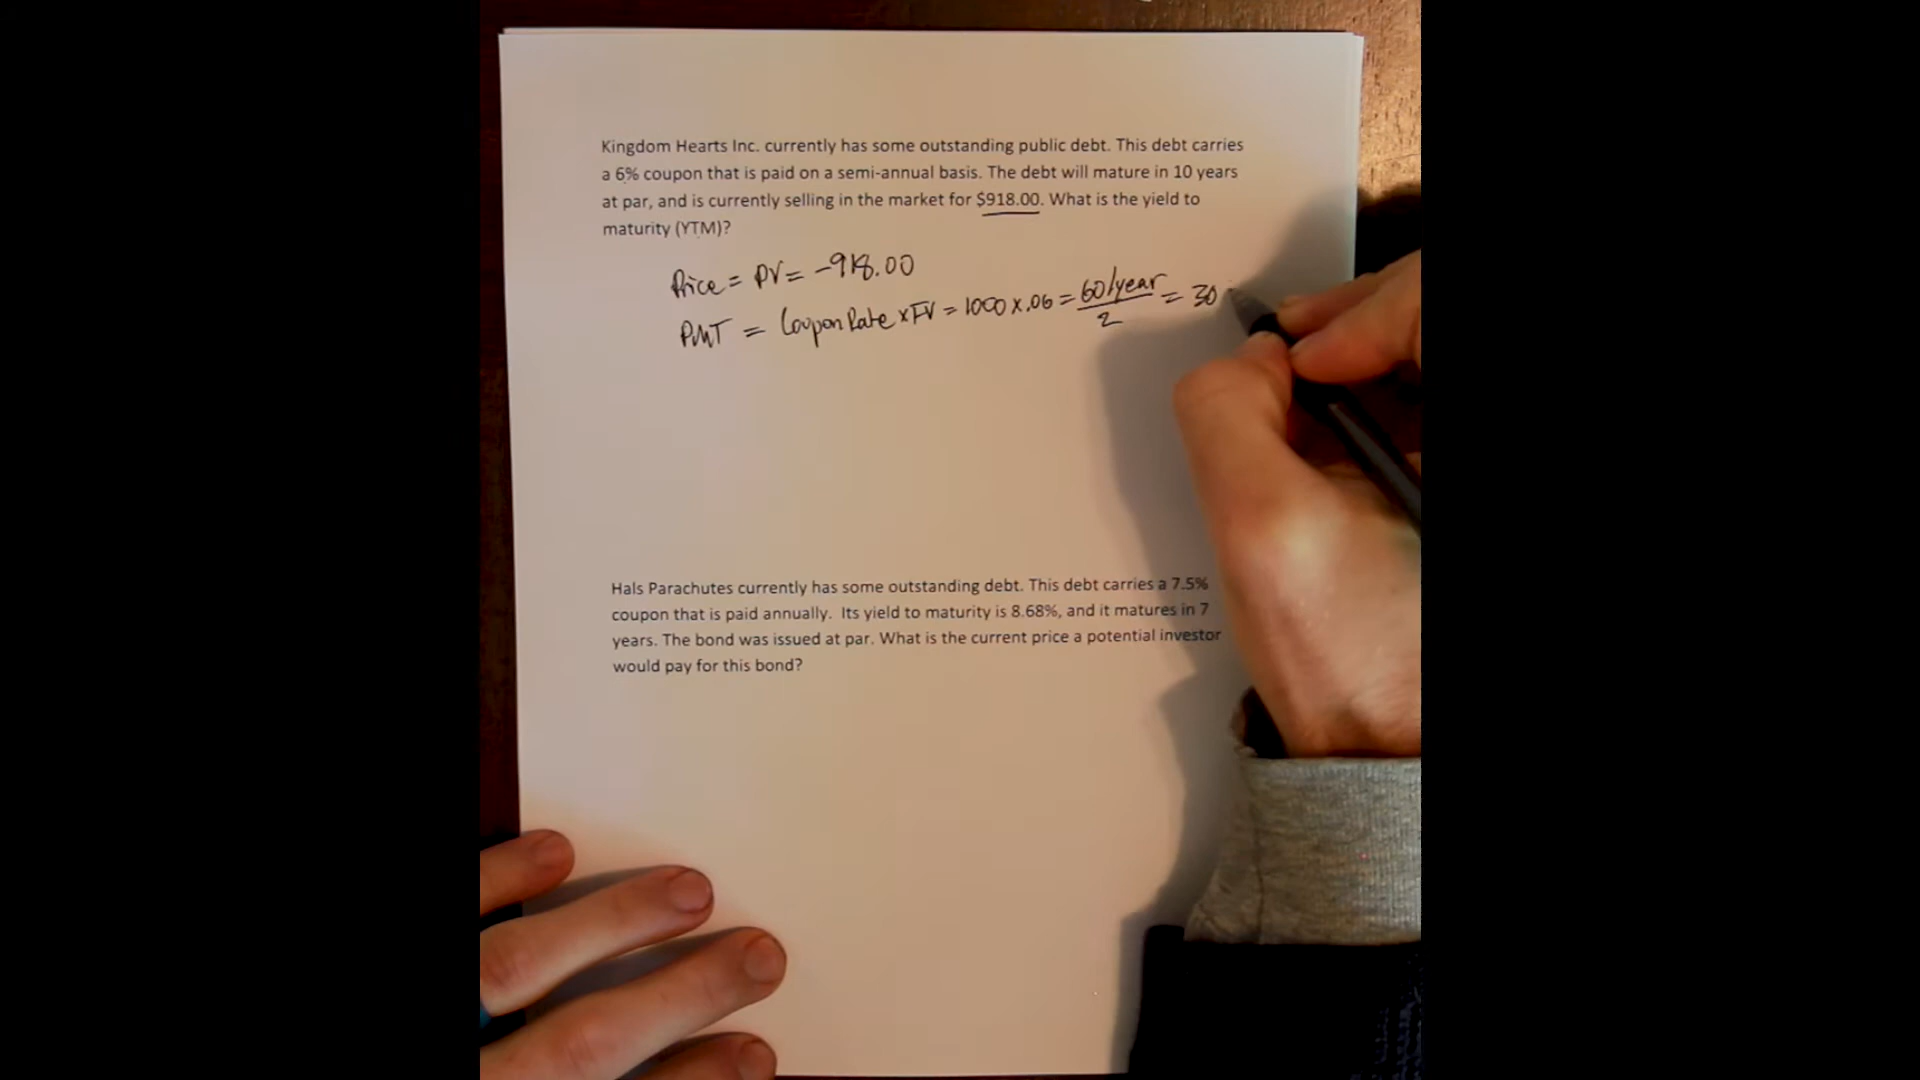 Kingdom Hearts Inc. currently has some outstanding public debt. This debt carries
a 6% coupon that is paid on a semi-annual basis. The debt will mature in 10 years
at par, and is currently selling in the market for $918.00. What is the yield to
maturity (YTM)?
Price = PV = -918.00
PMT = Coupon Rate x FV = 1000 x .06 = 60/year / 2 = 30
Hals Parachutes currently has some outstanding debt. This debt carries a 7.5%
coupon that is paid annually.  Its yield to maturity is 8.68%, and it matures in 7
years. The bond was issued at par. What is the current price a potential investor
would pay for this bond?